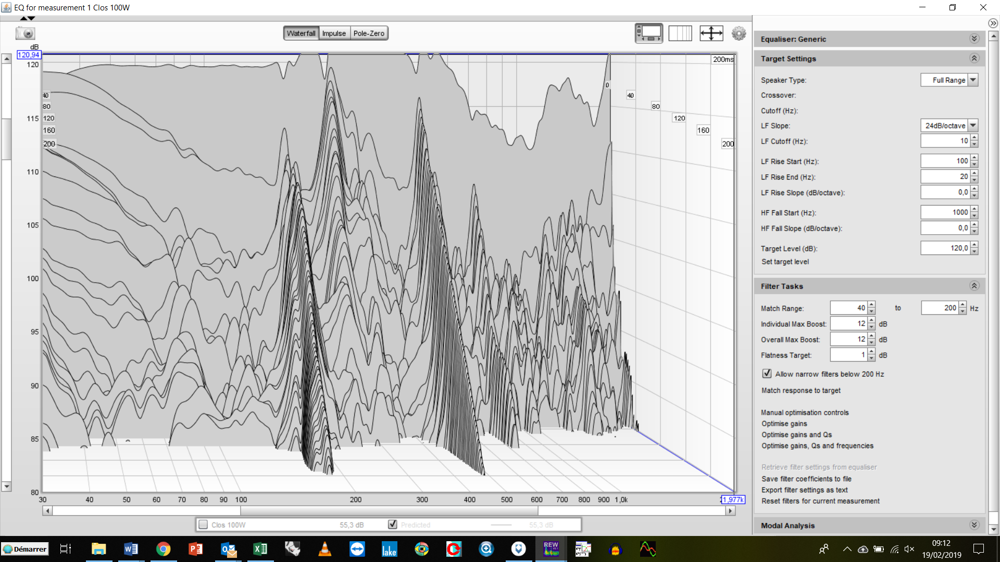 EQ for measurement 1 Clos 100W
Waterfall Impulse Pole-Zero
dB
120,94
120
115
110
105
100
95
90
85
80
40
80
120
160
200
200ms
0
40
80
120
160
200
30 40 50 60 70 80 90 100 200 300 400 500 600 700 800 900 1,0k 1,977k
Clos 100W 55,3 dB Predicted 55,3 dB
Equaliser: Generic
Target Settings
Speaker Type: Full Range
Crossover:
Cutoff (Hz):
LF Slope: 24dB/octave
LF Cutoff (Hz): 10
LF Rise Start (Hz): 100
LF Rise End (Hz): 20
LF Rise Slope (dB/octave): 0,0
HF Fall Start (Hz): 1000
HF Fall Slope (dB/octave): 0,0
Target Level (dB): 120,0
Set target level
Filter Tasks
Match Range: 40 to 200 Hz
Individual Max Boost: 12 dB
Overall Max Boost: 12 dB
Flatness Target: 1 dB
Allow narrow filters below 200 Hz
Match response to target
Manual optimisation controls
Optimise gains
Optimise gains and Qs
Optimise gains, Qs and frequencies
Retrieve filter settings from equaliser
Save filter coefficients to file
Export filter settings as text
Reset filters for current measurement
Modal Analysis
Démarrer
lake
REW
09:12
19/02/2019